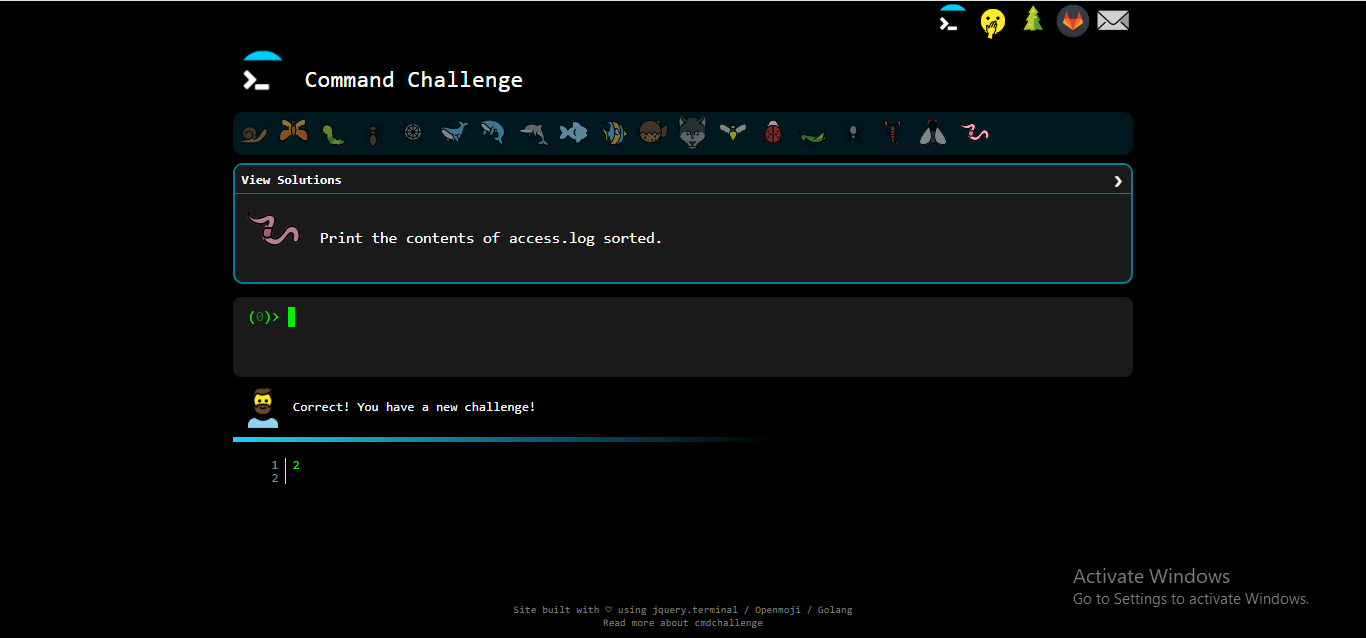 Command Challenge
View Solutions
Print the contents of access.log sorted.
(0)>
Correct! You have a new challenge!
1 2
2
Activate Windows
Go to Settings to activate Windows.
Site built with ♡ using jquery.terminal / Openmoji / Golang
Read more about cmdchallenge